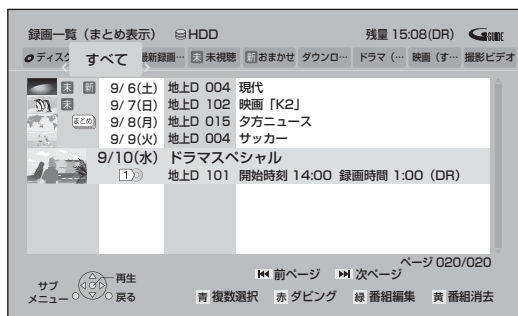 録画一覧（まとめ表示） HDD 残量 15:08(DR) G GUIDE
ディスク すべて 最新録画… 未 未視聴 新 おまかせ ダウンロ… ドラマ（… 映画（す… 撮影ビデオ
未 新 9/ 6(土) 地上D 004 現代
未 9/ 7(日) 地上D 102 映画「K2」
まとめ 9/ 8(月) 地上D 015 夕方ニュース
9/ 9(火) 地上D 004 サッカー
9/10(水) ドラマスペシャル
1 地上D 101 開始時刻 14:00 録画時間 1:00（DR）
ページ 020/020
前ページ 次ページ
サブメニュー 再生 戻る
青 複数選択 赤 ダビング 緑 番組編集 黄 番組消去